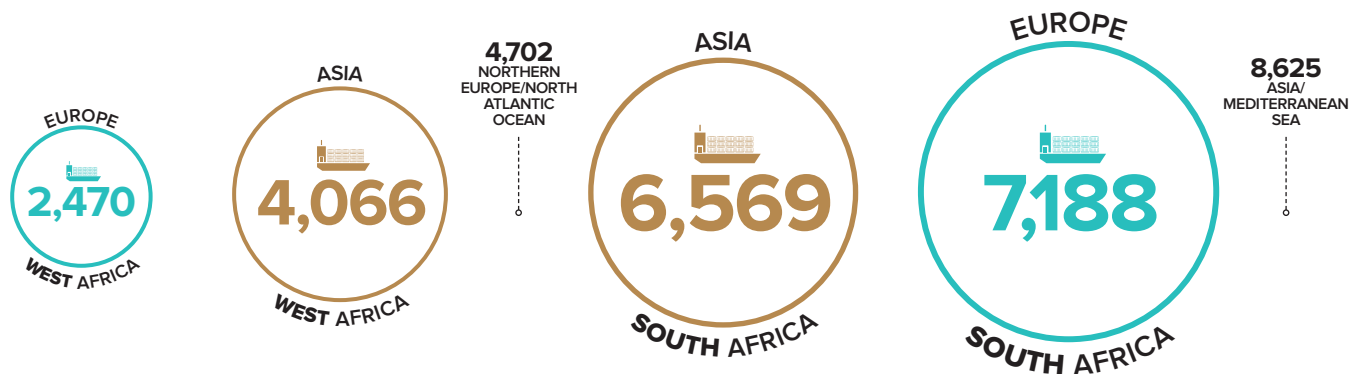 EUROPE
2,470
WEST AFRICA
ASIA
4,066
WEST AFRICA
4,702
NORTHERN
EUROPE/NORTH
ATLANTIC
OCEAN
ASIA
6,569
SOUTH AFRICA
EUROPE
7,188
SOUTH AFRICA
8,625
ASIA/
MEDITERRANEAN
SEA